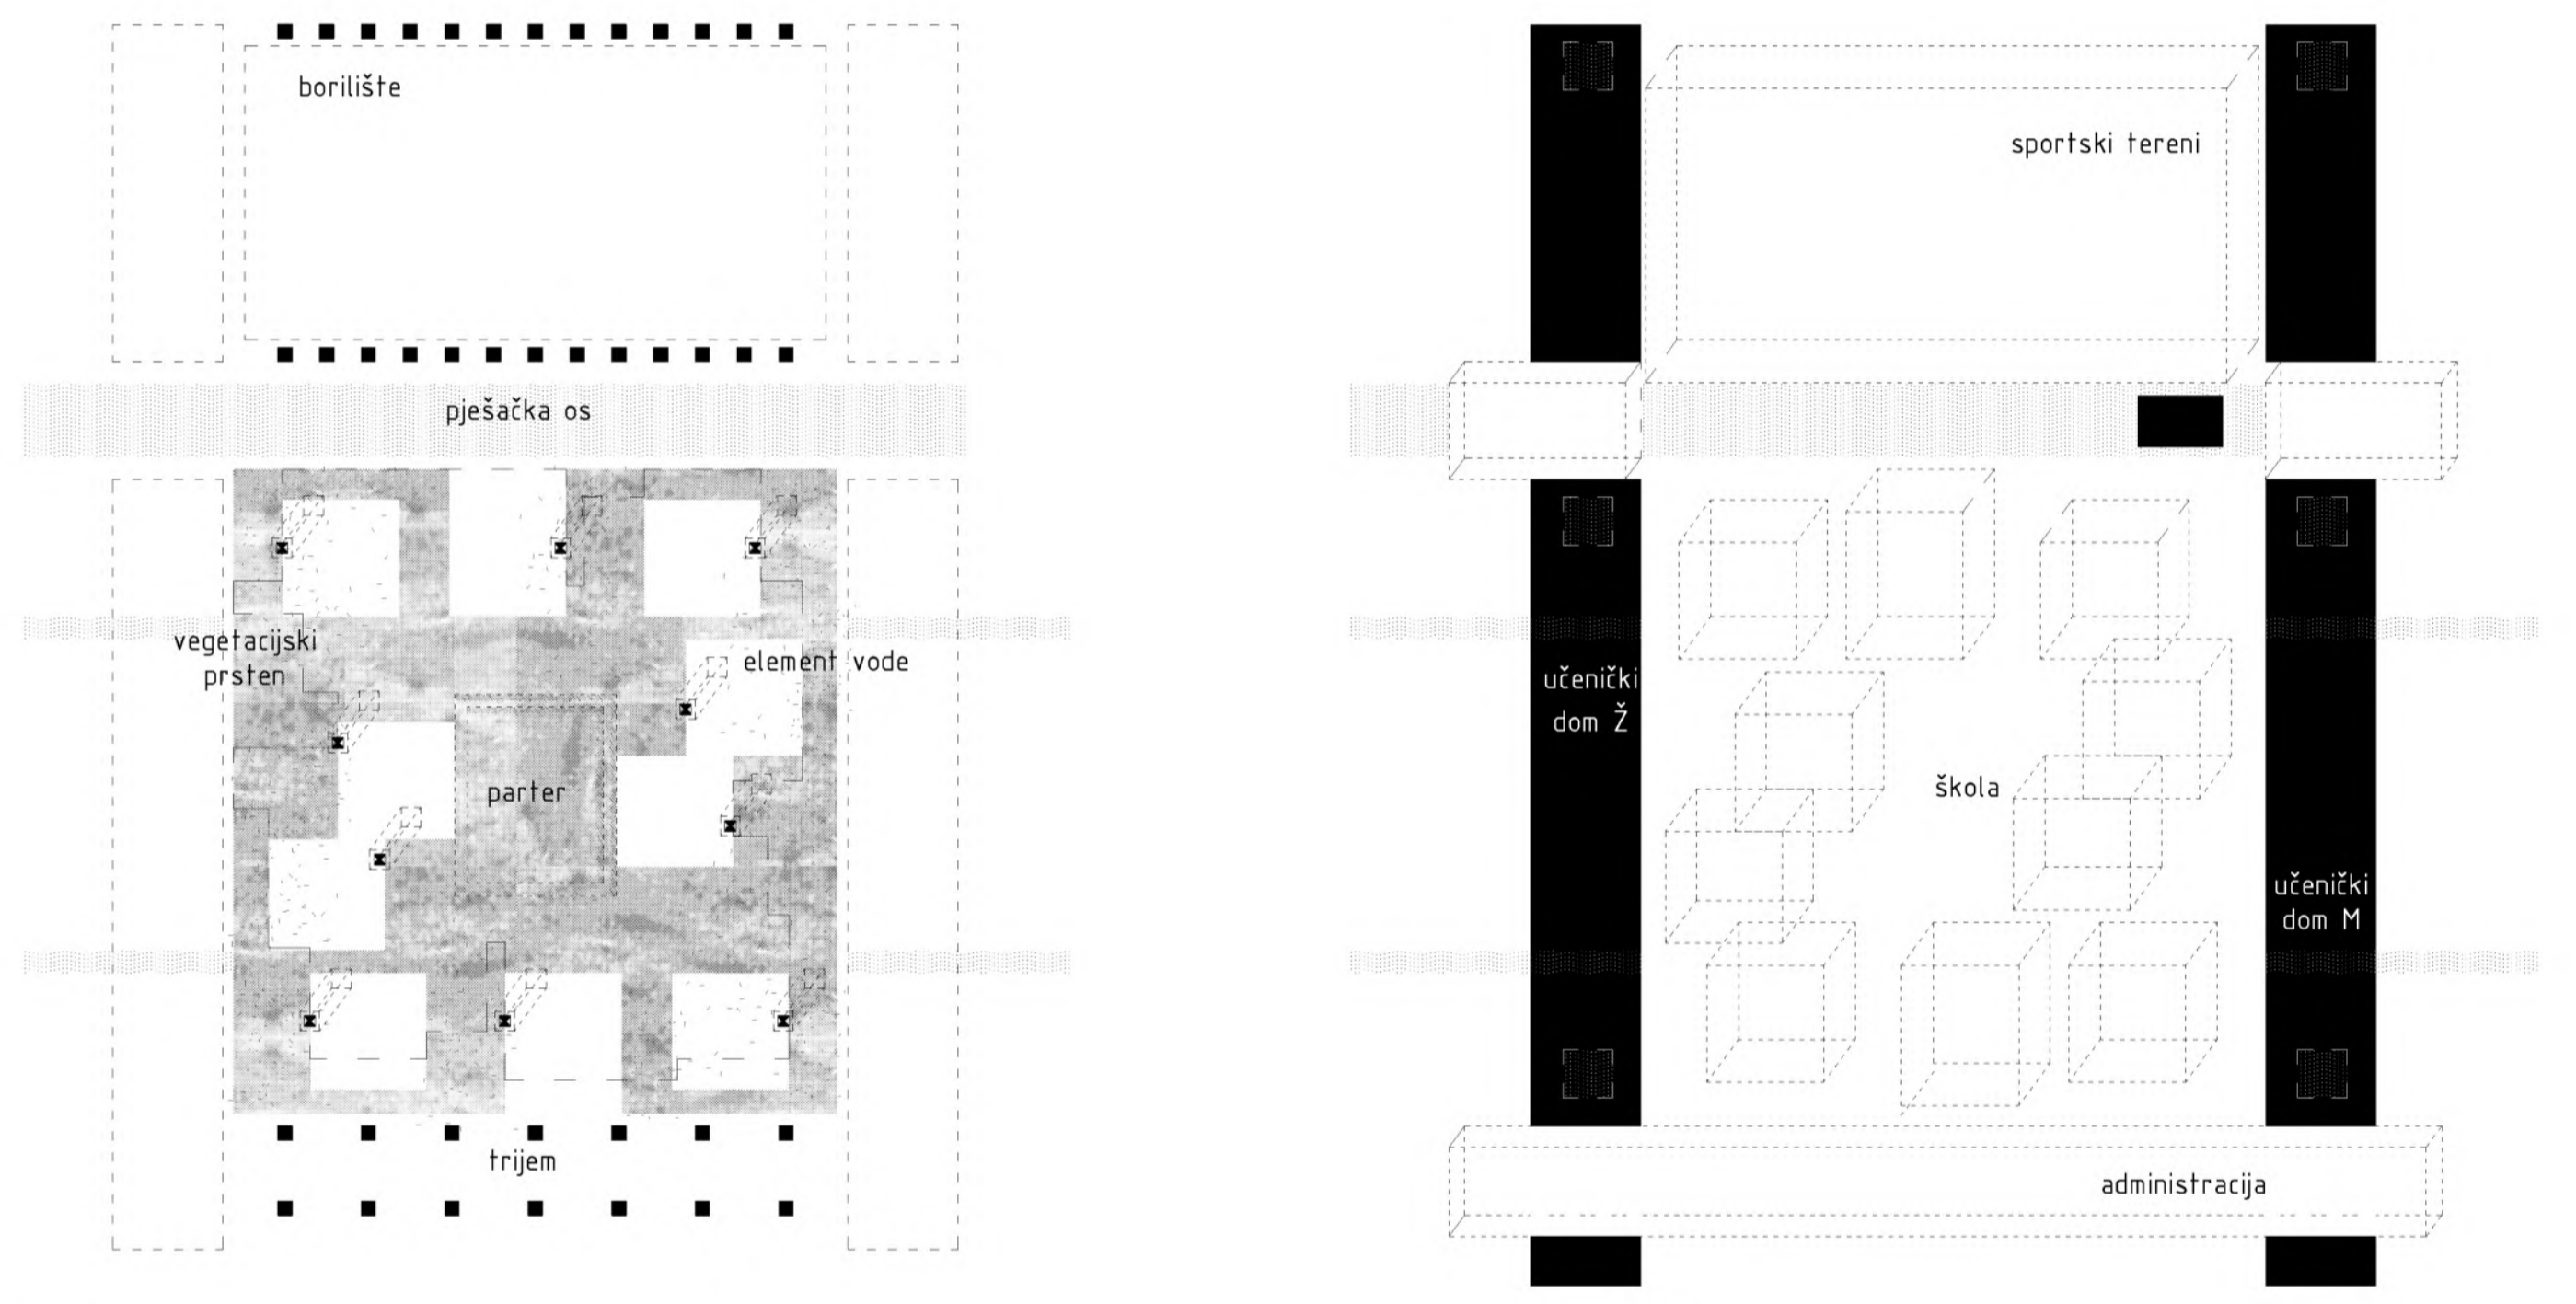 borilište
pješačka os
vegetacijski
prsten
element vode
parter
trijem
sportski tereni
učenički
dom Ž
škola
učenički
dom M
administracija